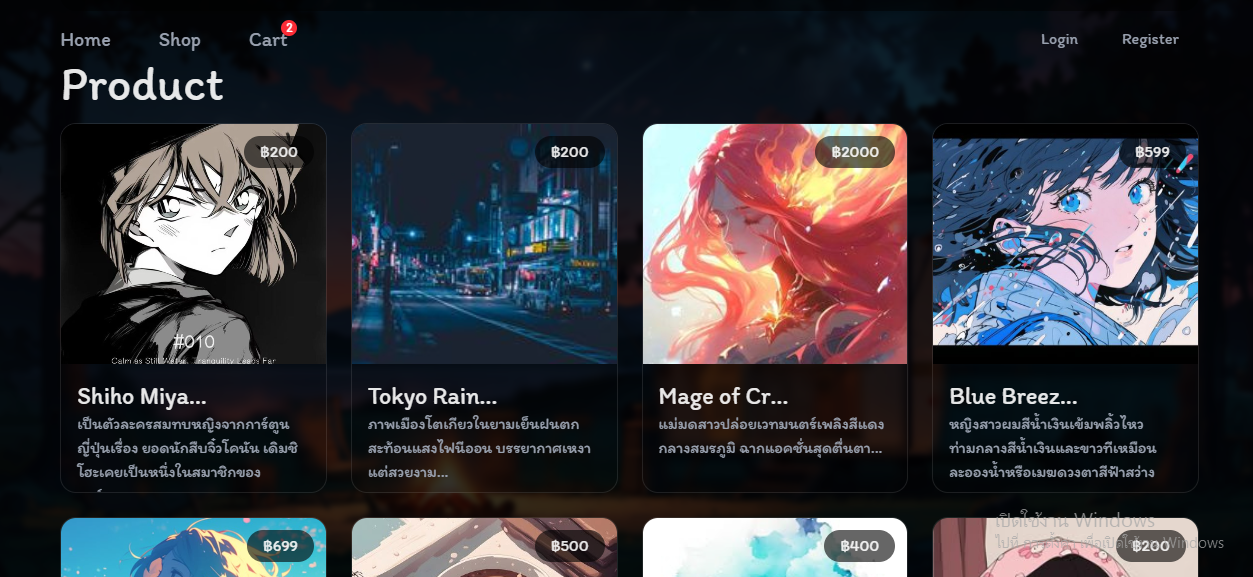 Home Shop Cart 2 Login Register
Product
฿200 ฿200 ฿2000 ฿599
#010
Calm as Still Water, Tranquility Leads Far
Shiho Miya... Tokyo Rain... Mage of Cr... Blue Breez...
เป็นตัวละครสมทบหญิงจากการ์ตูน
ญี่ปุ่นเรื่อง ยอดนักสืบจิ๋วโคนัน เดิมชิ
โฮะเคยเป็นหนึ่งในสมาชิกของ
ภาพเมืองโตเกียวในยามเย็นฝนตก
สะท้อนแสงไฟนีออน บรรยากาศเหงา
แต่สวยงาม...
แม่มดสาวปล่อยเวทมนตร์เพลิงสีแดง
กลางสมรภูมิ ฉากแอคชั่นสุดตื่นตา...
หญิงสาวผมสีน้ำเงินเข้มพลิ้วไหว
ท่ามกลางสีน้ำเงินและขาวที่เหมือน
ละอองน้ำหรือเมฆดวงตาสีฟ้าสว่าง
เปิดใช้งาน Windows
฿699 ฿500 ฿400 ฿200
Windows